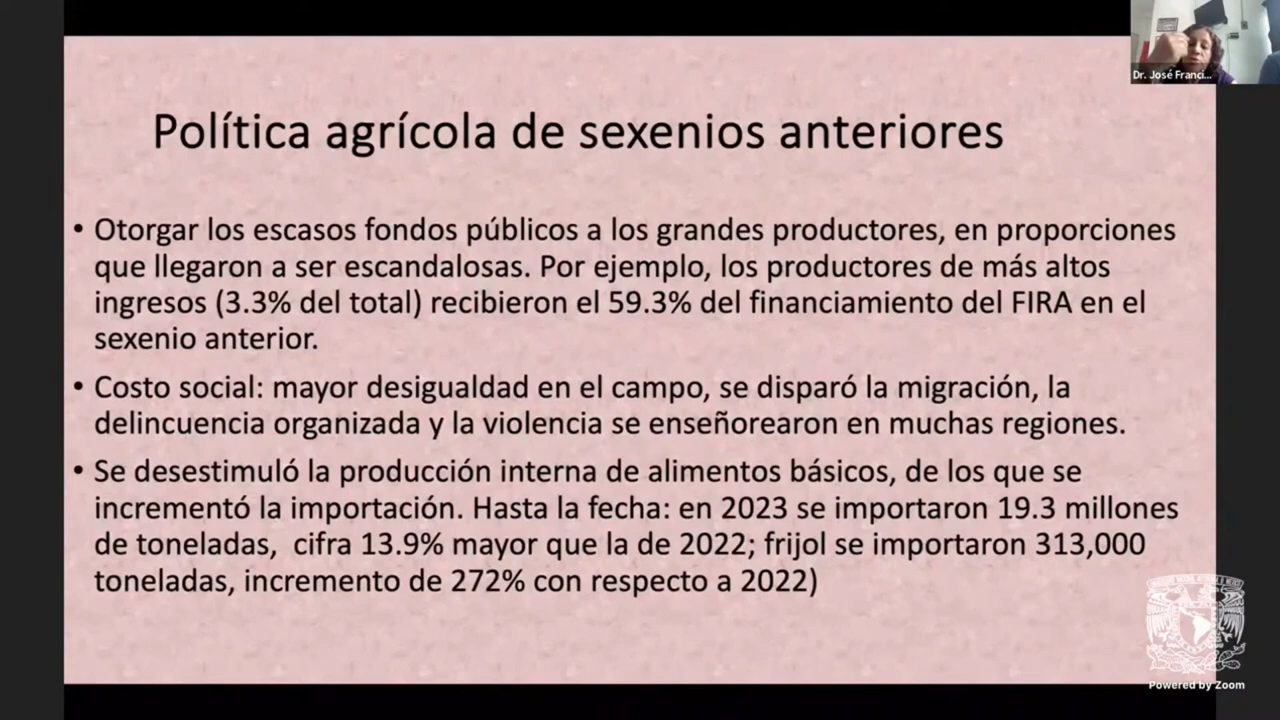 Dr. José Franci...
Política agrícola de sexenios anteriores
• Otorgar los escasos fondos públicos a los grandes productores, en proporciones
que llegaron a ser escandalosas. Por ejemplo, los productores de más altos
ingresos (3.3% del total) recibieron el 59.3% del financiamiento del FIRA en el
sexenio anterior.
• Costo social: mayor desigualdad en el campo, se disparó la migración, la
delincuencia organizada y la violencia se enseñorearon en muchas regiones.
• Se desestimuló la producción interna de alimentos básicos, de los que se
incrementó la importación. Hasta la fecha: en 2023 se importaron 19.3 millones
de toneladas,  cifra 13.9% mayor que la de 2022; frijol se importaron 313,000
toneladas, incremento de 272% con respecto a 2022)
Powered by Zoom